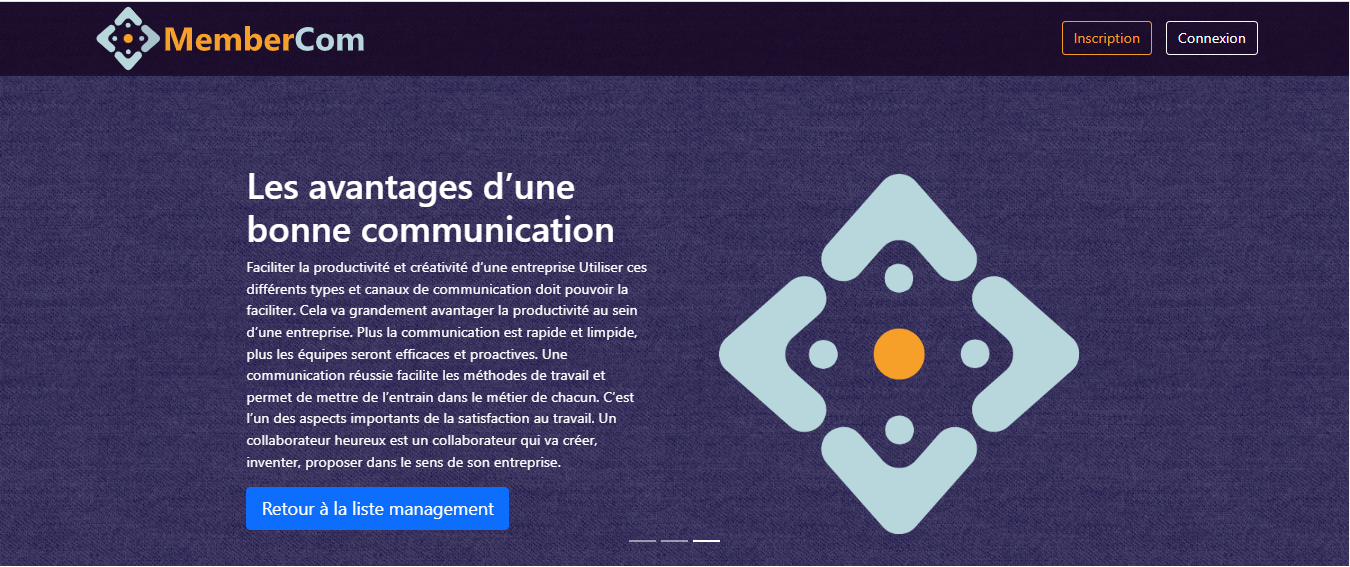 MemberCom
Inscription
Connexion
Les avantages d’une
bonne communication
Faciliter la productivité et créativité d’une entreprise Utiliser ces
différents types et canaux de communication doit pouvoir la
faciliter. Cela va grandement avantager la productivité au sein
d’une entreprise. Plus la communication est rapide et limpide,
plus les équipes seront efficaces et proactives. Une
communication réussie facilite les méthodes de travail et
permet de mettre de l’entrain dans le métier de chacun. C’est
l’un des aspects importants de la satisfaction au travail. Un
collaborateur heureux est un collaborateur qui va créer,
inventer, proposer dans le sens de son entreprise.
Retour à la liste management